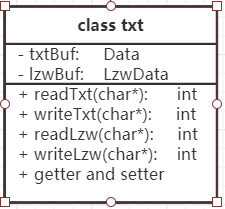 class txt
- txtBuf: Data
- lzwBuf: LzwData
+ readTxt(char*): int
+ writeTxt(char*): int
+ readLzw(char*): int
+ writeLzw(char*): int
+ getter and setter